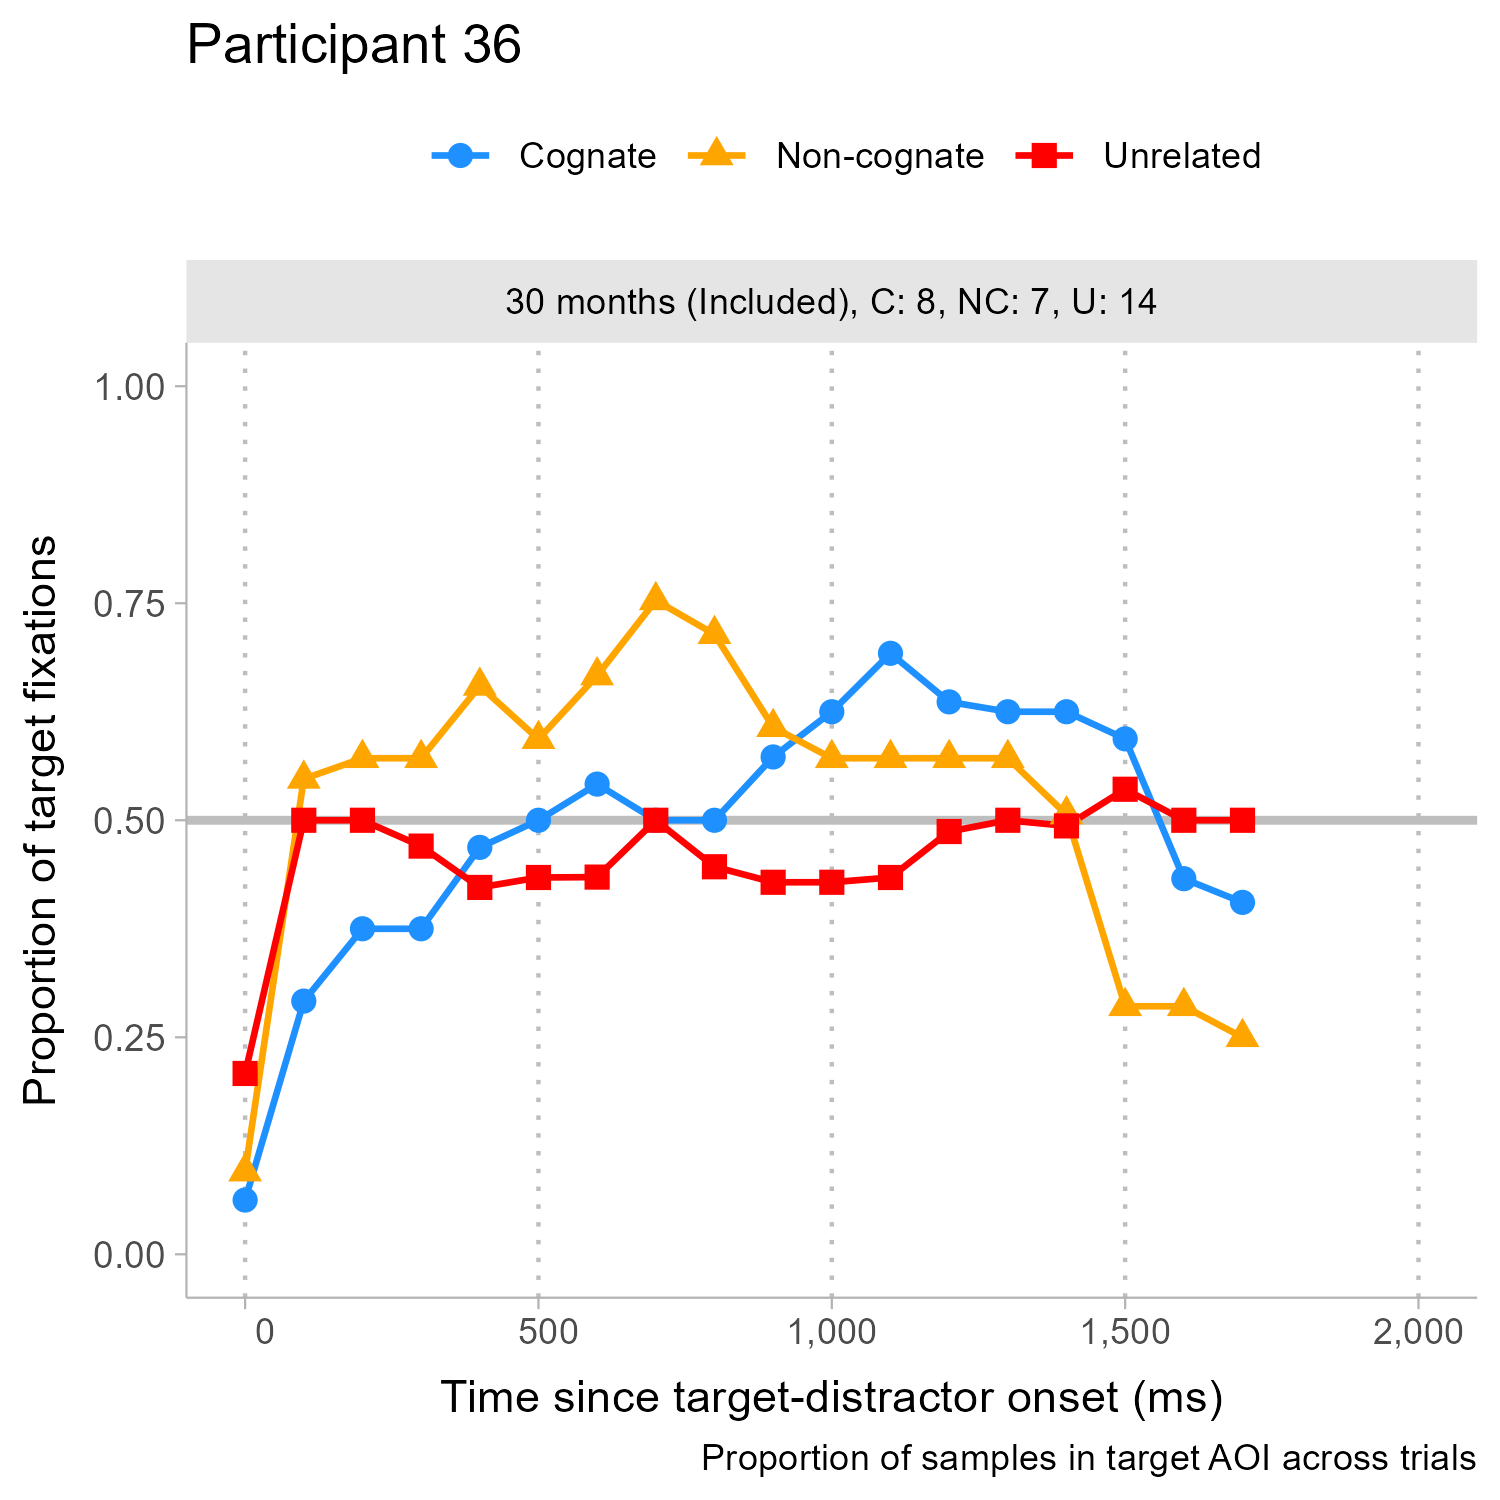 Participant 36
Cognate Non-cognate Unrelated
30 months (Included), C: 8, NC: 7, U: 14
1.00
0.75
0.50
0.25
0.00
Proportion of target fixations
0 500 1,000 1,500 2,000
Time since target-distractor onset (ms)
Proportion of samples in target AOI across trials